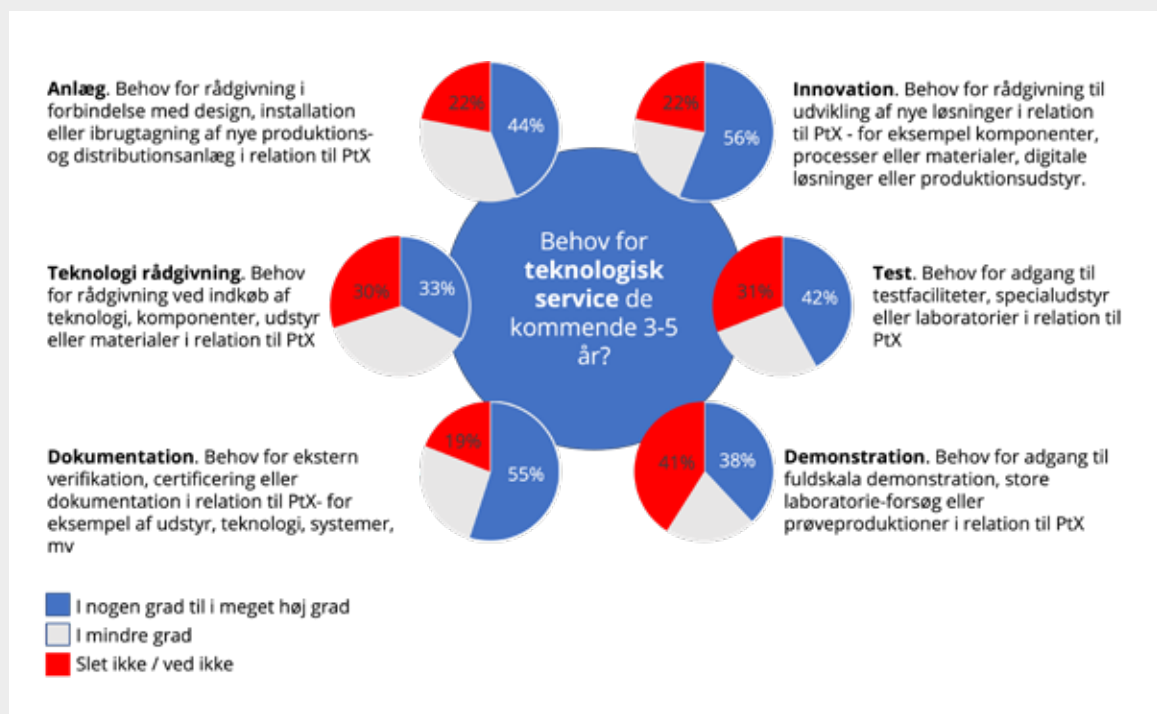 Anlæg. Behov for rådgivning i
forbindelse med design, installation
eller ibrugtagning af nye produktions-
og distributionsanlæg i relation til PtX
22%
44%
22%
56%
Innovation. Behov for rådgivning til
udvikling af nye løsninger i relation
til PtX - for eksempel komponenter,
processer eller materialer, digitale
løsninger eller produktionsudstyr.
Teknologi rådgivning. Behov
for rådgivning ved indkøb af
teknologi, komponenter, udstyr
eller materialer i relation til PtX
30%
33%
Behov for
teknologisk
service de
kommende 3-5
år?
31%
42%
Test. Behov for adgang til
testfaciliteter, specialudstyr
eller laboratorier i relation til
PtX
Dokumentation. Behov for ekstern
verifikation, certificering eller
dokumentation i relation til PtX- for
eksempel af udstyr, teknologi, systemer,
mv
19%
55%
41%
38%
Demonstration. Behov for adgang til
fuldskala demonstration, store
laboratorie-forsøg eller
prøveproduktioner i relation til PtX
I nogen grad til i meget høj grad
I mindre grad
Slet ikke / ved ikke